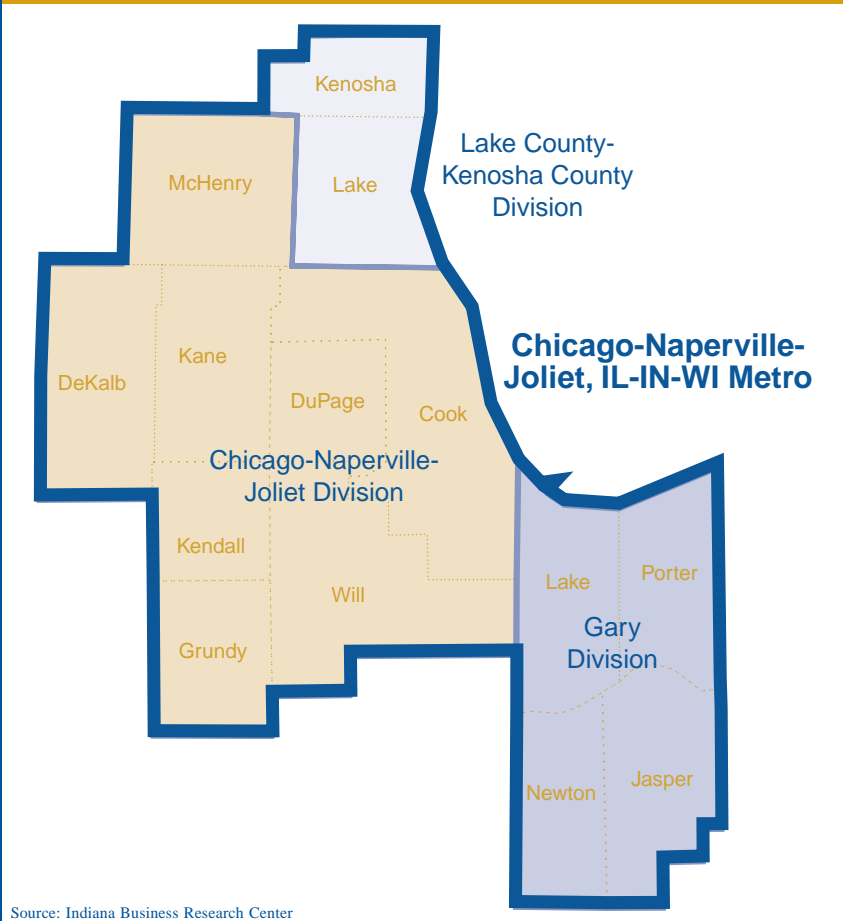 Kenosha
Lake County-
Kenosha County
Division
McHenry
Lake
Chicago-Naperville-
Joliet, IL-IN-WI Metro
Kane
DeKalb
DuPage
Cook
Chicago-Naperville-
Joliet Division
Kendall
Will
Grundy
Lake
Porter
Gary
Division
Newton
Jasper
Source: Indiana Business Research Center